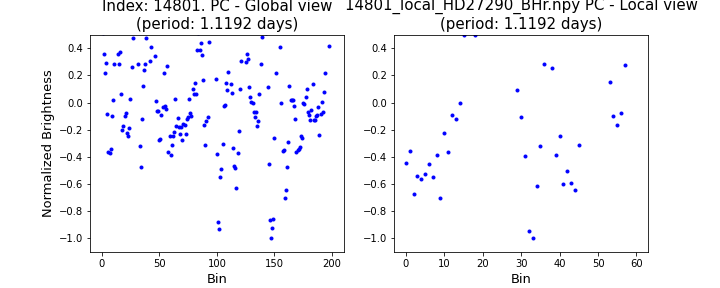 Index: 14801. PC - Global view
(period: 1.1192 days)
14801_local_HD27290_BHr.npy PC - Local view
(period: 1.1192 days)
Normalized Brightness
0.4
0.2
0.0
−0.2
−0.4
−0.6
−0.8
−1.0
0 50 100 150 200
Bin
0.4
0.2
0.0
−0.2
−0.4
−0.6
−0.8
−1.0
0 10 20 30 40 50 60
Bin